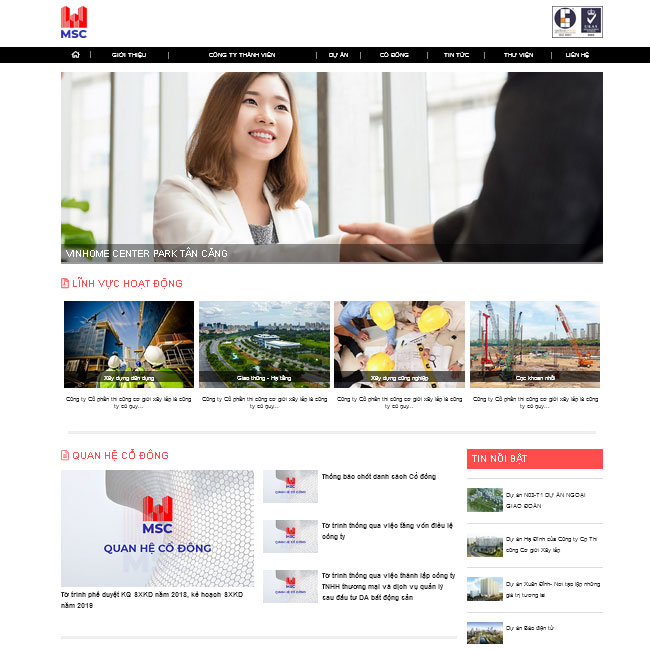 MSC
GIỚI THIỆU
CÔNG TY THÀNH VIÊN
DỰ ÁN
CỔ ĐÔNG
TIN TỨC
THƯ VIỆN
LIÊN HỆ
VINHOME CENTER PARK TÂN CẢNG
LĨNH VỰC HOẠT ĐỘNG
Xây dựng dân dụng
Giao thông - Hạ tầng
Xây dựng công nghiệp
Cọc khoan nhồi
Công ty Cổ phần thi công cơ giới xây lắp là công
ty có quy...
Công ty Cổ phần thi công cơ giới xây lắp là công
ty có quy...
Công ty Cổ phần thi công cơ giới xây lắp là công
ty có quy...
Công ty Cổ phần thi công cơ giới xây lắp là công
ty có quy...
QUAN HỆ CỔ ĐÔNG
MSC
QUAN HỆ CỔ ĐÔNG
Tờ trình phê duyệt KQ SXKD năm 2018, kế hoạch SXKD
năm 2019
Thông báo chốt danh sách Cổ đông
Tờ trình thông qua việc tăng vốn điều lệ
công ty
Tờ trình thông qua việc thành lập công ty
TNHH thương mại và dịch vụ quản lý
sau đầu tư DA bất động sản
TIN NỔI BẬT
Dự án N03-T1 DỰ ÁN NGOẠI
GIAO ĐOÀN
Dự án Hạ Đình của Công ty Cp Thi
công Cơ giới Xây lắp
Dự án Xuân Đỉnh- Nơi tạo lập những
giá trị tương lai
Dự án Báo điện tử